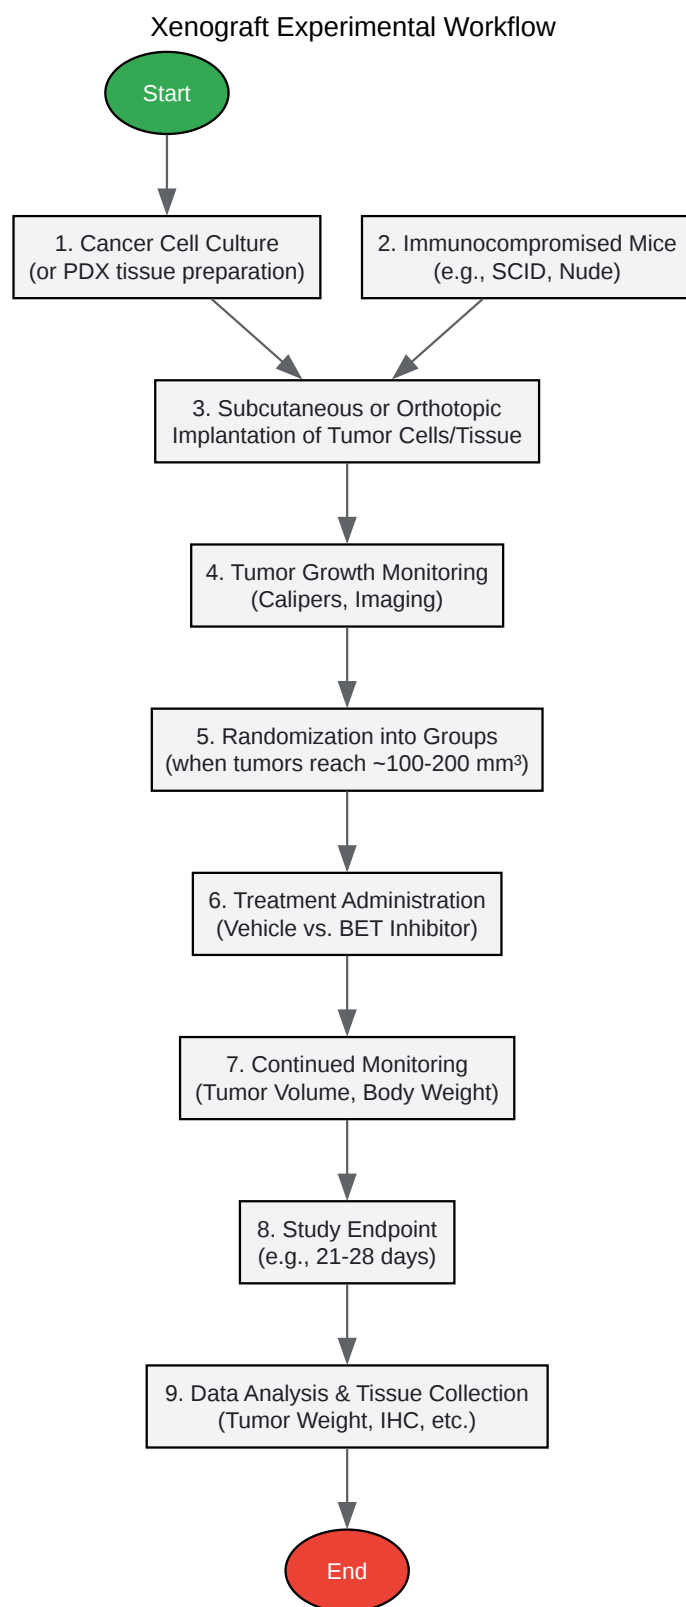 Xenograft Experimental Workflow
Start
1. Cancer Cell Culture
(or PDX tissue preparation)
2. Immunocompromised Mice
(e.g., SCID, Nude)
3. Subcutaneous or Orthotopic
Implantation of Tumor Cells/Tissue
4. Tumor Growth Monitoring
(Calipers, Imaging)
5. Randomization into Groups
(when tumors reach ~100-200 mm³)
6. Treatment Administration
(Vehicle vs. BET Inhibitor)
7. Continued Monitoring
(Tumor Volume, Body Weight)
8. Study Endpoint
(e.g., 21-28 days)
9. Data Analysis & Tissue Collection
(Tumor Weight, IHC, etc.)
End